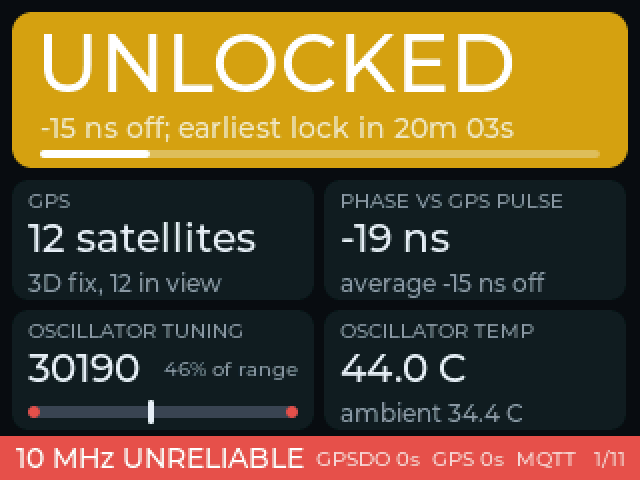 UNLOCKED
-15 ns off; earliest lock in 20m 03s
GPS
12 satellites
3D fix, 12 in view
PHASE VS GPS PULSE
-19 ns
average -15 ns off
OSCILLATOR TUNING
30190 46% of range
OSCILLATOR TEMP
44.0 C
ambient 34.4 C
10 MHz UNRELIABLE GPSDO 0s GPS 0s MQTT 1/11